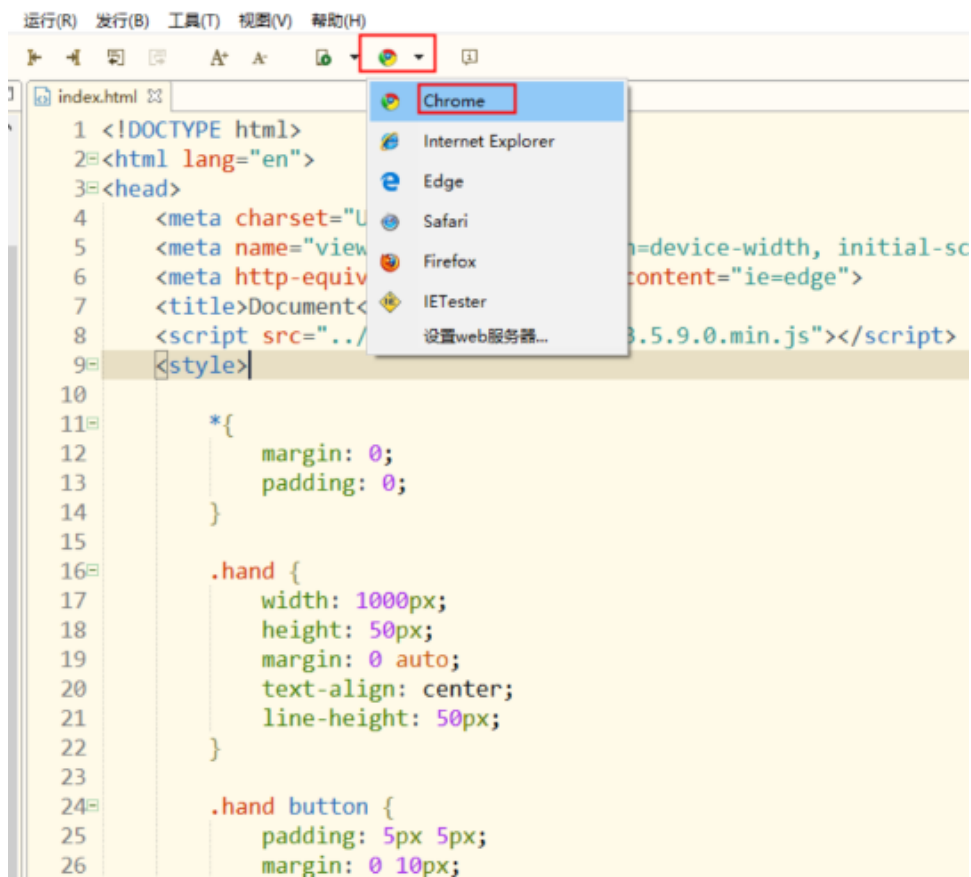 运行(R) 发行(B) 工具(T) 视图(V) 帮助(H)
A+ A-
index.html
Chrome
Internet Explorer
Edge
Safari
Firefox
IETester
设置web服务器...
1 <!DOCTYPE html>
2 <html lang="en">
3 <head>
4 <meta charset="U
5 <meta name="view =device-width, initial-sc
6 <meta http-equiv content="ie=edge">
7 <title>Document<
8 <script src="../ 3.5.9.0.min.js"></script>
9 <style>
10
11 *{
12 margin: 0;
13 padding: 0;
14 }
15
16 .hand {
17 width: 1000px;
18 height: 50px;
19 margin: 0 auto;
20 text-align: center;
21 line-height: 50px;
22 }
23
24 .hand button {
25 padding: 5px 5px;
26 margin: 0 10px;